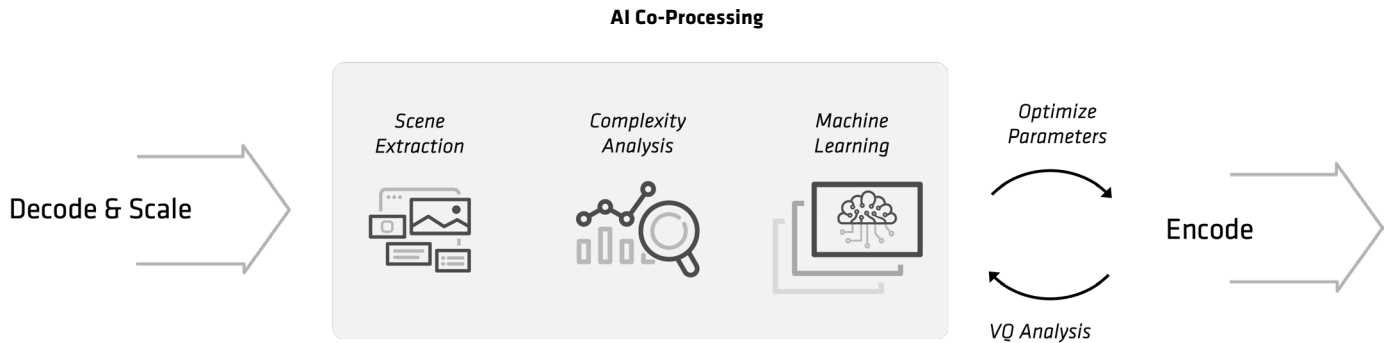 AI Co-Processing
Decode & Scale
Scene
Extraction
Complexity
Analysis
Machine
Learning
Optimize
Parameters
VQ Analysis
Encode